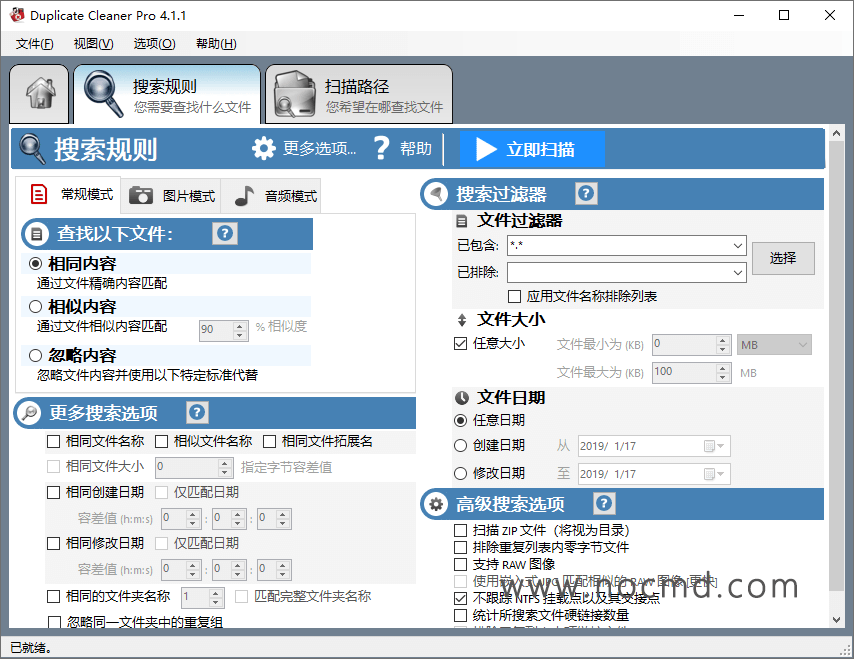 Duplicate Cleaner Pro 4.1.1
文件(F) 视图(V) 选项(O) 帮助(H)
搜索规则
您需要查找什么文件
扫描路径
您希望在哪查找文件
搜索规则 更多选项... ? 帮助 立即扫描
常规模式 图片模式 音频模式
查找以下文件: ?
相同内容
通过文件精确内容匹配
相似内容
通过文件相似内容匹配 90 % 相似度
忽略内容
忽略文件内容并使用以下特定标准代替
更多搜索选项 ?
相同文件名称 相似文件名称 相同文件拓展名
相同文件大小 0 指定字节容差值
相同创建日期 仅匹配日期
容差值 (h:m:s) 0 : 0 : 0
相同修改日期 仅匹配日期
容差值 (h:m:s) 0 : 0 : 0
相同的文件夹名称 1 匹配完整文件夹名称
忽略同一文件夹中的重复组
搜索过滤器 ?
文件过滤器
已包含: *.*
已排除:
选择
应用文件名称排除列表
文件大小
任意大小 文件最小为 (KB) 0 MB
文件最大为 (KB) 100 MB
文件日期
任意日期
创建日期 从 2019/ 1/17
修改日期 至 2019/ 1/17
高级搜索选项 ?
扫描 ZIP 文件（将视为目录）
排除重复列表内零字节文件
支持 RAW 图像
使用嵌入式 JPG 匹配相似的 RAW 图像 [更快]
www.nocmd.com
不跟踪 NTFS 挂载点以及其交接点
统计所搜索文件硬链接数量
已就绪。